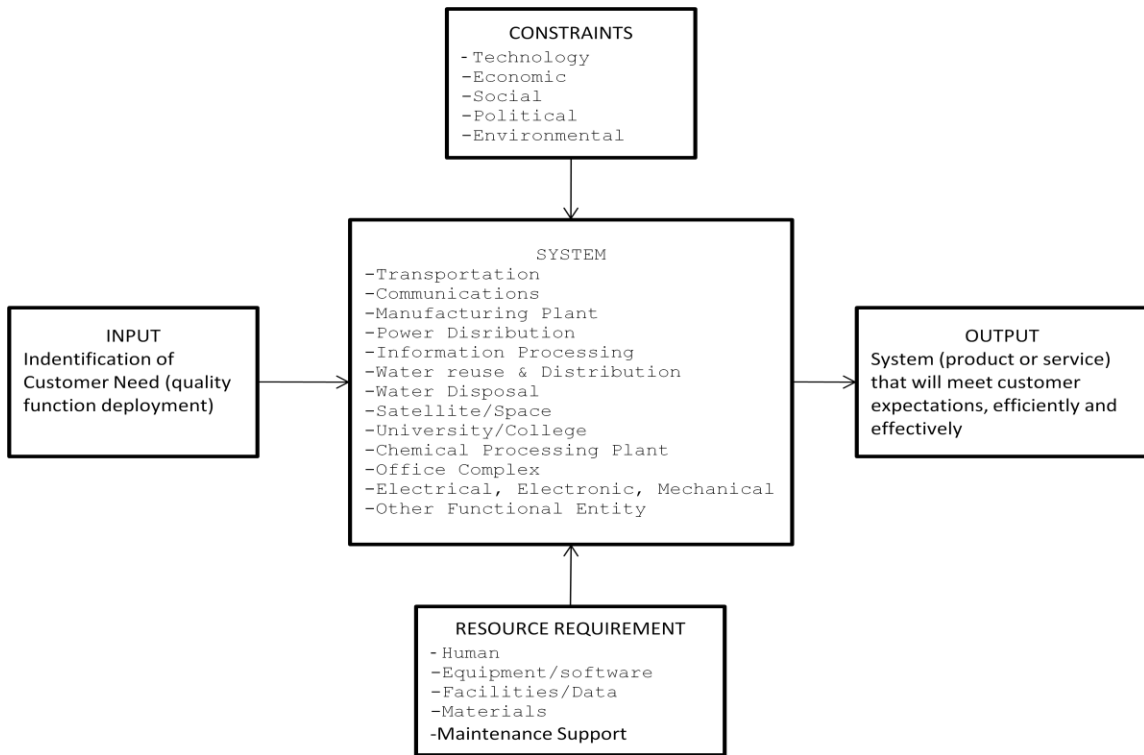 CONSTRAINTS
- Technology
-Economic
-Social
-Political
-Environmental
SYSTEM
-Transportation
-Communications
-Manufacturing Plant
-Power Disribution
-Information Processing
-Water reuse & Distribution
-Water Disposal
-Satellite/Space
-University/College
-Chemical Processing Plant
-Office Complex
-Electrical, Electronic, Mechanical
-Other Functional Entity
INPUT
Indentification of
Customer Need (quality
function deployment)
OUTPUT
System (product or service)
that will meet customer
expectations, efficiently and
effectively
RESOURCE REQUIREMENT
- Human
-Equipment/software
-Facilities/Data
-Materials
-Maintenance Support